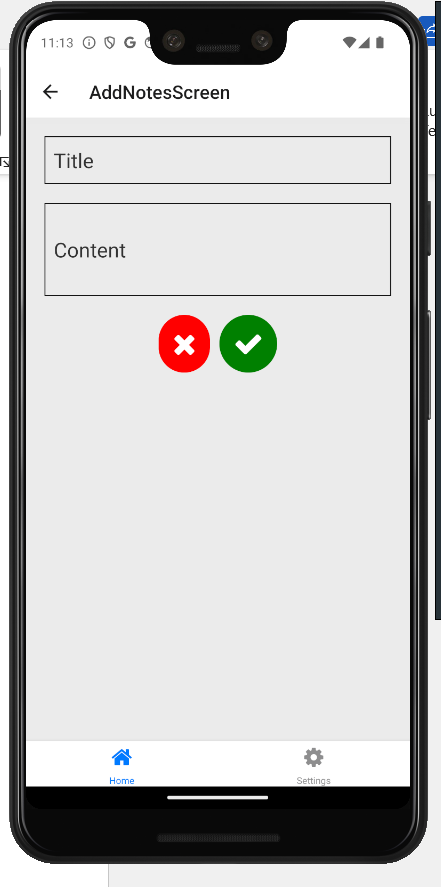 11:13 G
AddNotesScreen
Title
Content
Home
Settings